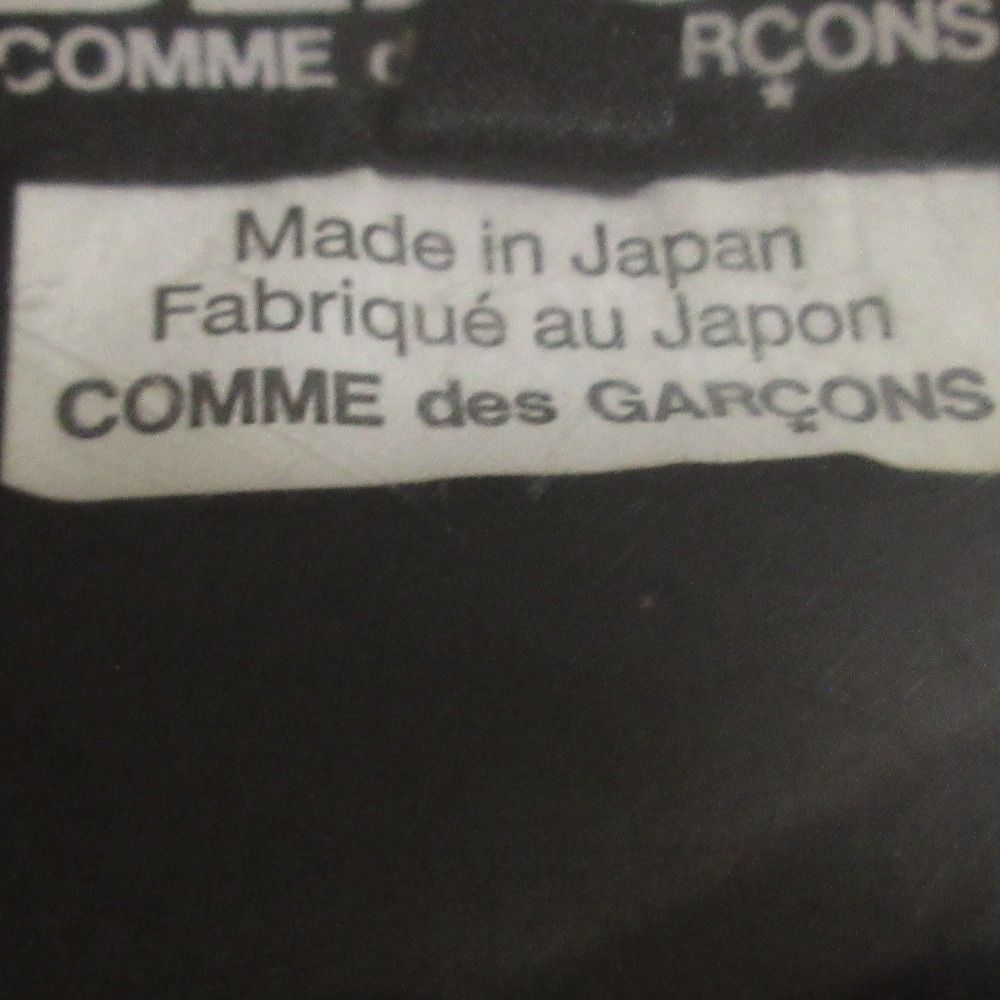 COMME RÇONS
Made in Japan
Fabriqué au Japon
COMME des GARÇONS